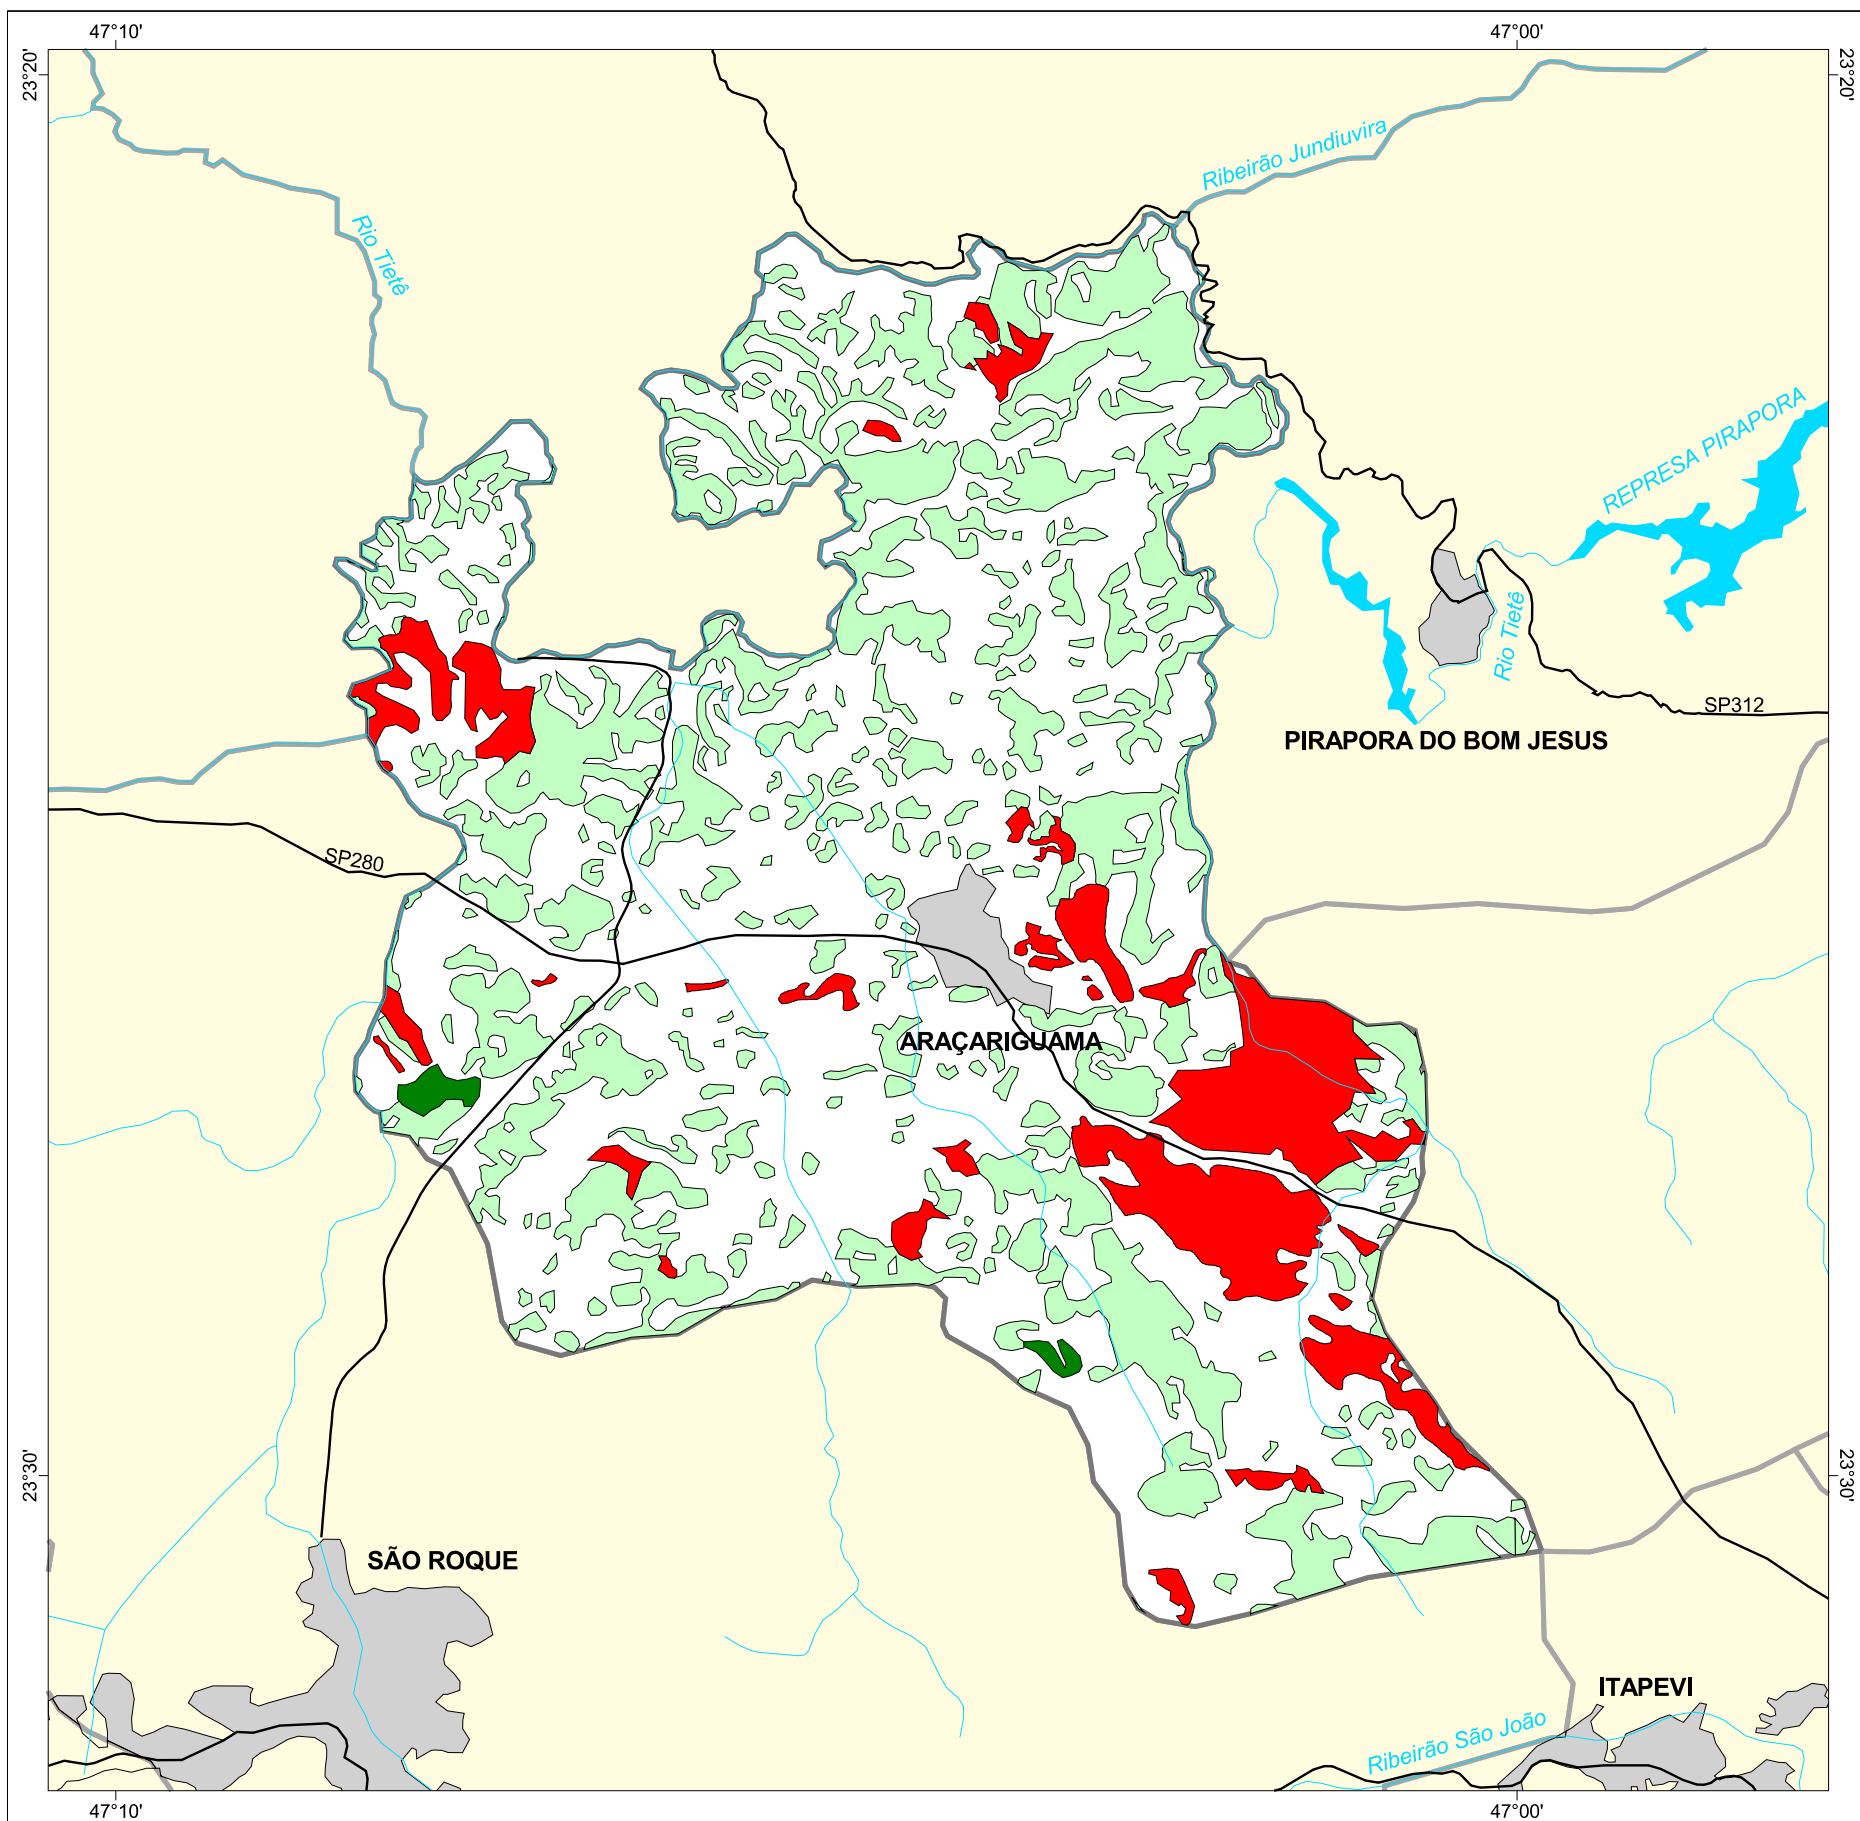 47°10'
47°00'
23°20'
23°20'
Ribeirão Jundiuvira
Rio Tietê
REPRESA PIRAPORA
Rio Tietê
SP312
PIRAPORA DO BOM JESUS
SP280
ARAÇARIGUAMA
23°30'
23°30'
SÃO ROQUE
ITAPEVI
Ribeirão São João
47°10'
47°00'